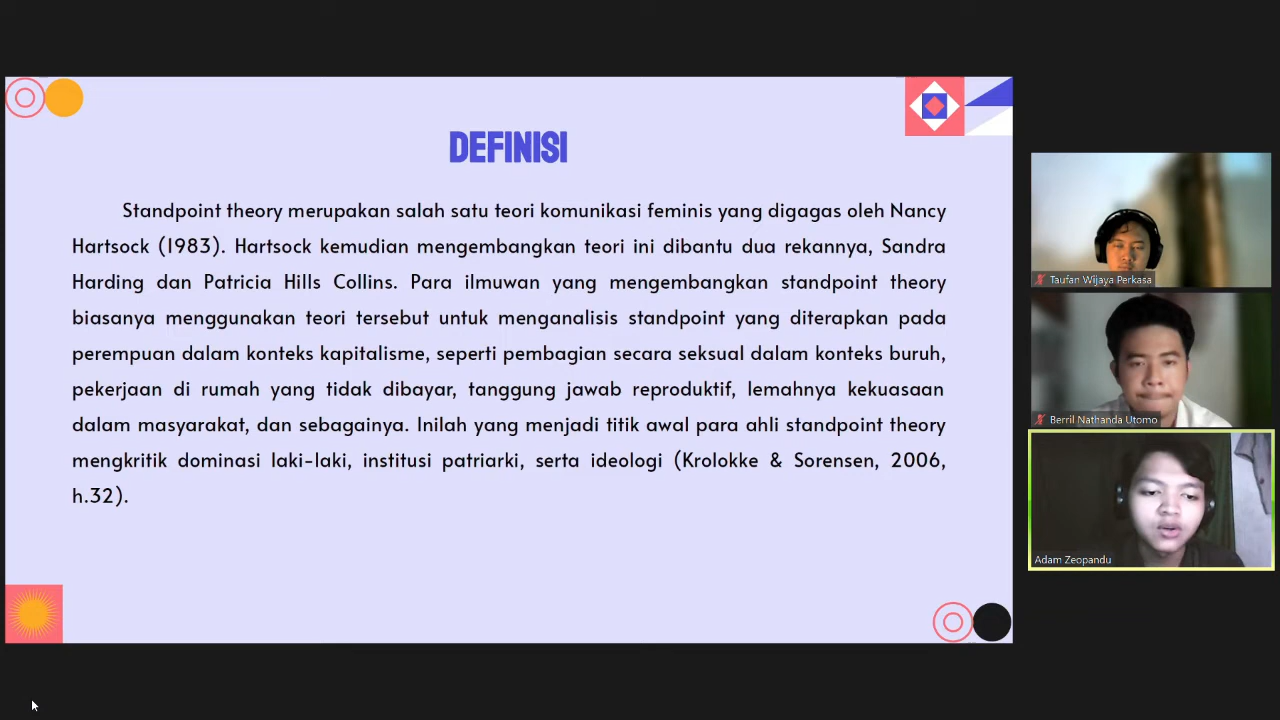 DEFINISI
Standpoint theory merupakan salah satu teori komunikasi feminis yang digagas oleh Nancy
Hartsock (1983). Hartsock kemudian mengembangkan teori ini dibantu dua rekannya, Sandra
Harding dan Patricia Hills Collins. Para ilmuwan yang mengembangkan standpoint theory
biasanya menggunakan teori tersebut untuk menganalisis standpoint yang diterapkan pada
perempuan dalam konteks kapitalisme, seperti pembagian secara seksual dalam konteks buruh,
pekerjaan di rumah yang tidak dibayar, tanggung jawab reproduktif, lemahnya kekuasaan
dalam masyarakat, dan sebagainya. Inilah yang menjadi titik awal para ahli standpoint theory
mengkritik dominasi laki-laki, institusi patriarki, serta ideologi (Krolokke & Sorensen, 2006,
h.32).
Taufan Wijaya Perkasa
Berril Nathanda Utomo
Adam Zeopandu